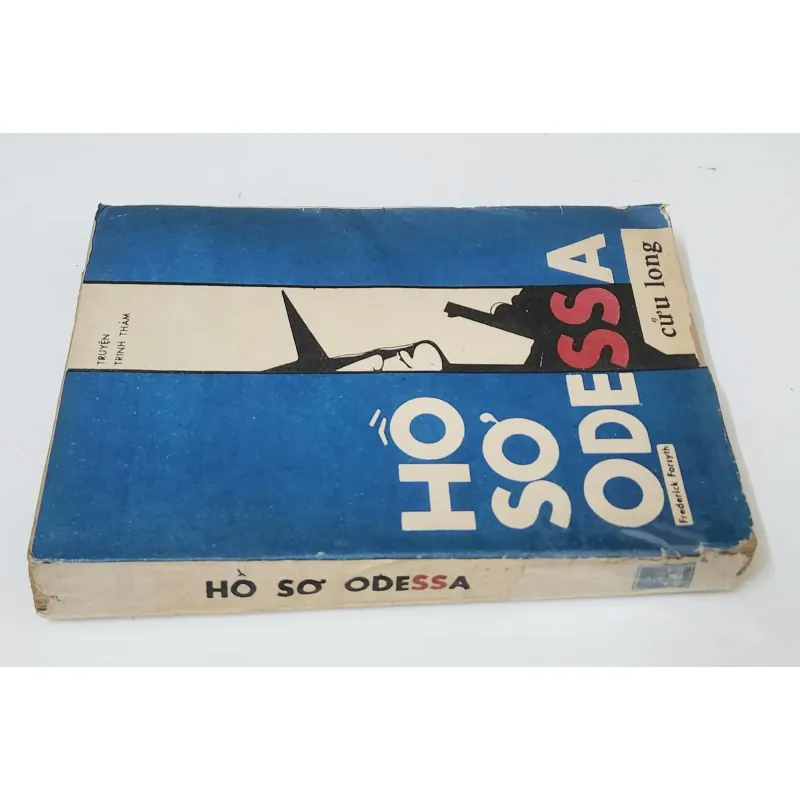 TRUYỆN
TRINH THÁM
HỒ
SƠ
ODESSA
Frederick Forsyth
cửu long
HỒ SƠ ODESSA